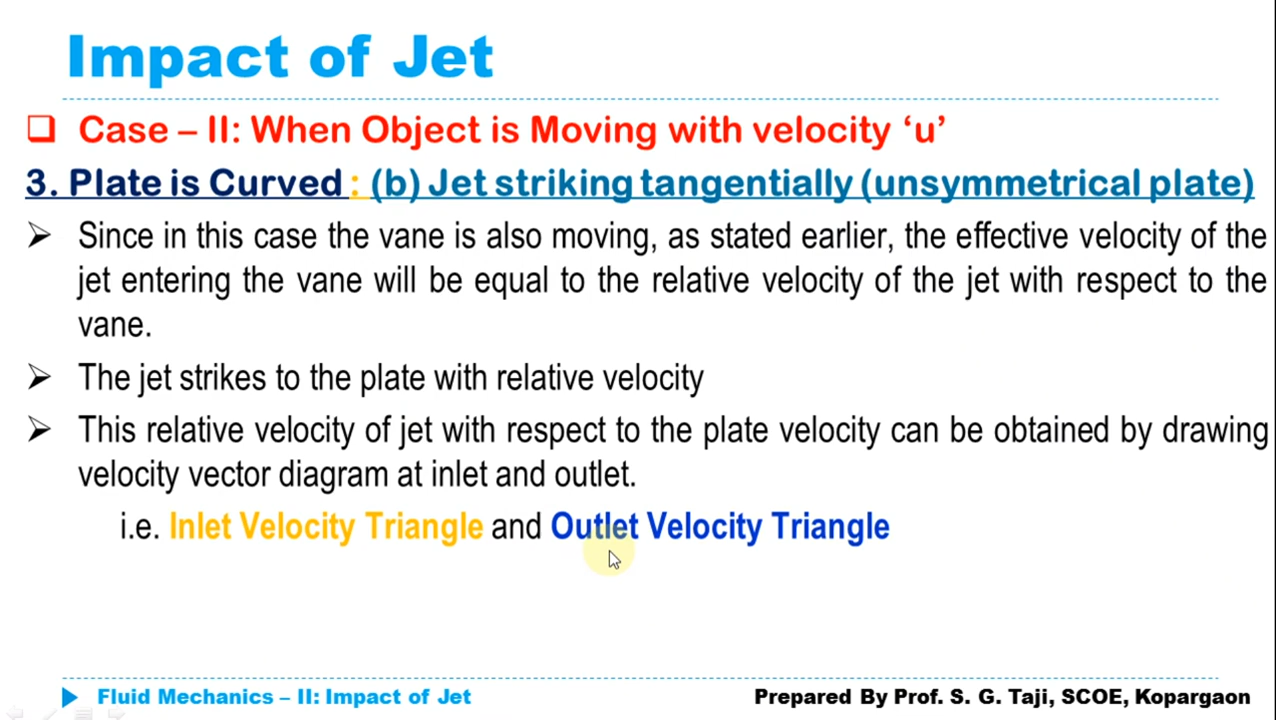 Impact of Jet
❑ Case – II: When Object is Moving with velocity ‘u’
3. Plate is Curved : (b) Jet striking tangentially (unsymmetrical plate)
➢ Since in this case the vane is also moving, as stated earlier, the effective velocity of the
jet entering the vane will be equal to the relative velocity of the jet with respect to the
vane.
➢ The jet strikes to the plate with relative velocity
➢ This relative velocity of jet with respect to the plate velocity can be obtained by drawing
velocity vector diagram at inlet and outlet.
i.e. Inlet Velocity Triangle and Outlet Velocity Triangle
Fluid Mechanics – II: Impact of Jet
Prepared By Prof. S. G. Taji, SCOE, Kopargaon